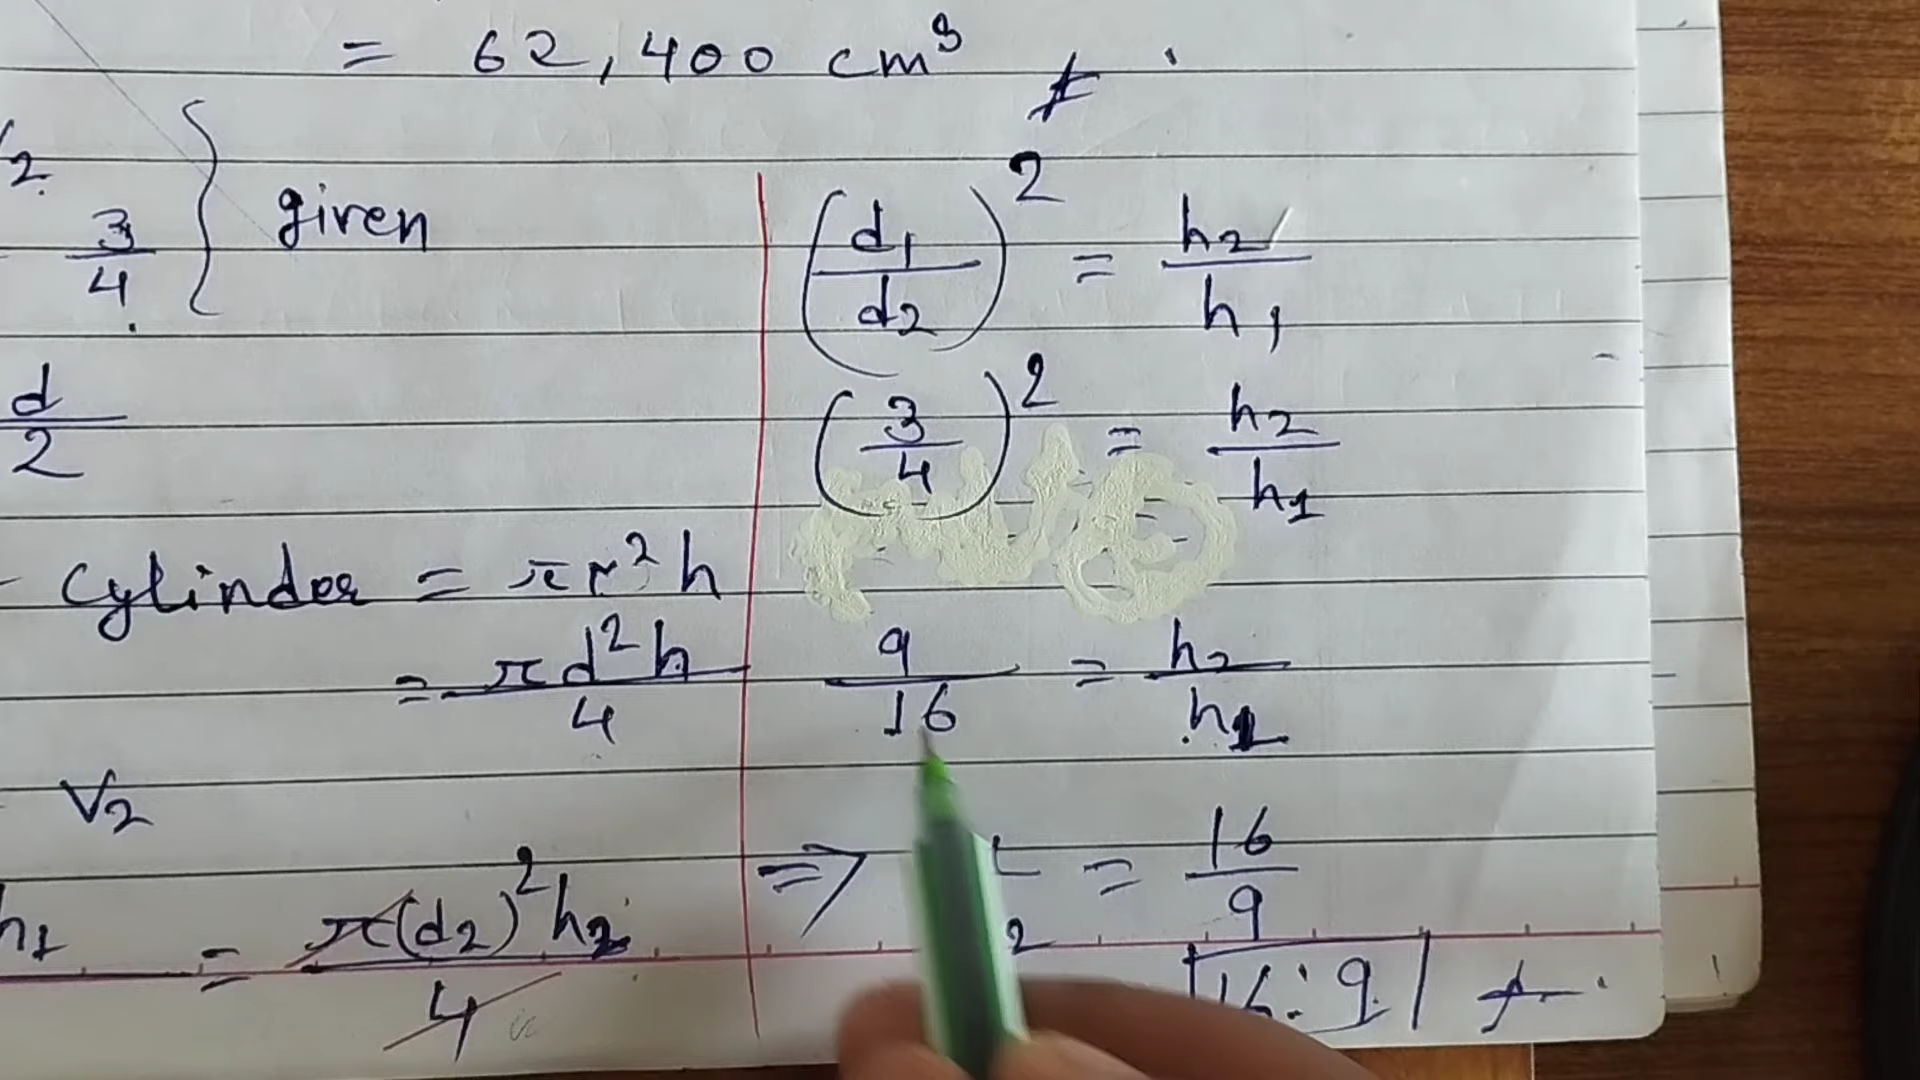 = 62,400 cm³
3/4 } given
d/2
cylinder = πr²h
= πd²h/4
V2
h1 = π(d2)²h2/4
(d1/d2)² = h2/h1
(3/4)² = h2/h1
9/16 = h2/h1
⇒ = 16/9
16:9